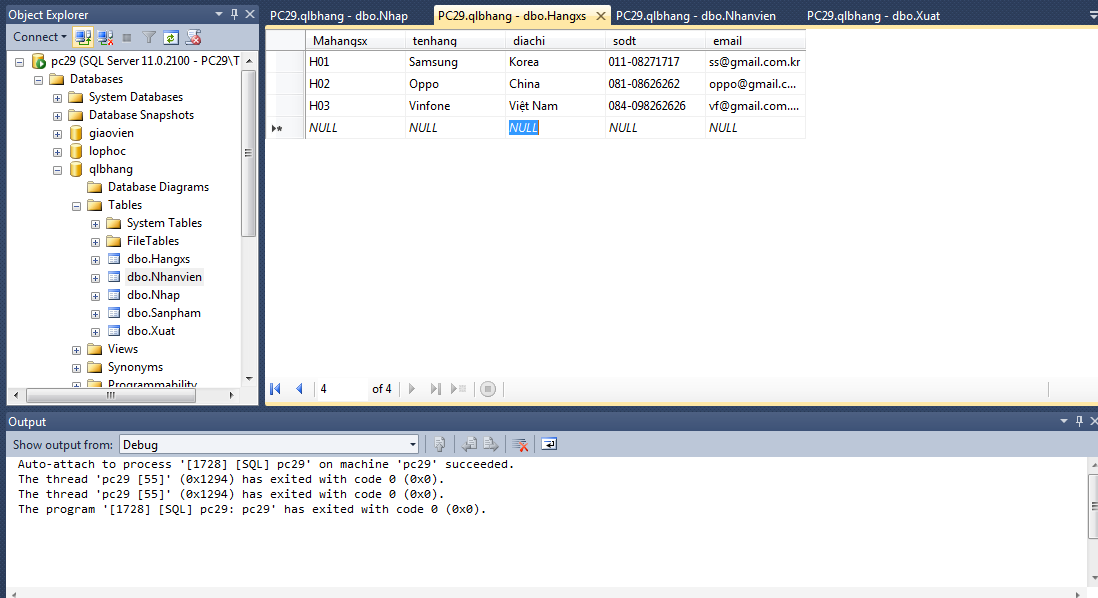 Object Explorer
Connect
pc29 (SQL Server 11.0.2100 - PC29\T
Databases
System Databases
Database Snapshots
giaovien
lophoc
qlbhang
Database Diagrams
Tables
System Tables
FileTables
dbo.Hangxs
dbo.Nhanvien
dbo.Nhap
dbo.Sanpham
dbo.Xuat
Views
Synonyms
Programmability
PC29.qlbhang - dbo.Nhap PC29.qlbhang - dbo.Hangxs PC29.qlbhang - dbo.Nhanvien PC29.qlbhang - dbo.Xuat
Mahangsx tenhang diachi sodt email
H01 Samsung Korea 011-08271717 ss@gmail.com.kr
H02 Oppo China 081-08626262 oppo@gmail.c...
H03 Vinfone Việt Nam 084-098262626 vf@gmail.com....
NULL NULL NULL NULL NULL
4 of 4
Output
Show output from: Debug
Auto-attach to process '[1728] [SQL] pc29' on machine 'pc29' succeeded.
The thread 'pc29 [55]' (0x1294) has exited with code 0 (0x0).
The thread 'pc29 [55]' (0x1294) has exited with code 0 (0x0).
The program '[1728] [SQL] pc29: pc29' has exited with code 0 (0x0).